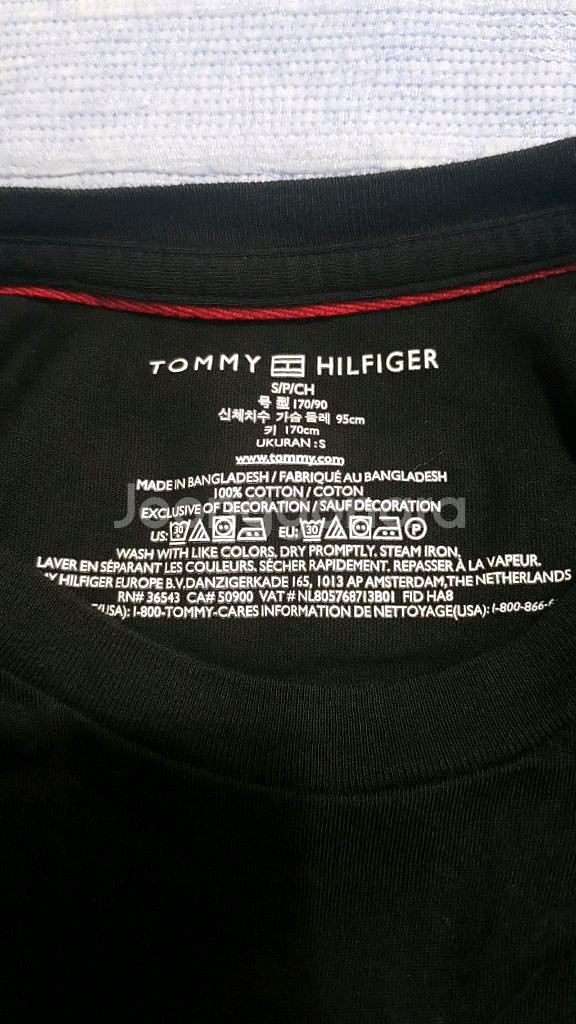 TOMMY HILFIGER
S/P/CH
号 型 170/90
신체치수 가슴 둘레 95cm
키 170cm
UKURAN : S
www.tommy.com
MADE IN BANGLADESH / FABRIQUÉ AU BANGLADESH
100% COTTON / COTON
EXCLUSIVE OF DECORATION / SAUF DÉCORATION
US: 30 EU: 30 P
WASH WITH LIKE COLORS. DRY PROMPTLY. STEAM IRON.
LAVER EN SÉPARANT LES COULEURS. SÉCHER RAPIDEMENT. REPASSER À LA VAPEUR.
HILFIGER EUROPE B.V. DANZIGERKADE 165, 1013 AP AMSTERDAM, THE NETHERLANDS
RN# 36543 CA# 50900 VAT # NL805768713B01 FID HA8
(USA): 1-800-TOMMY-CARES INFORMATION DE NETTOYAGE(USA): 1-800-866-